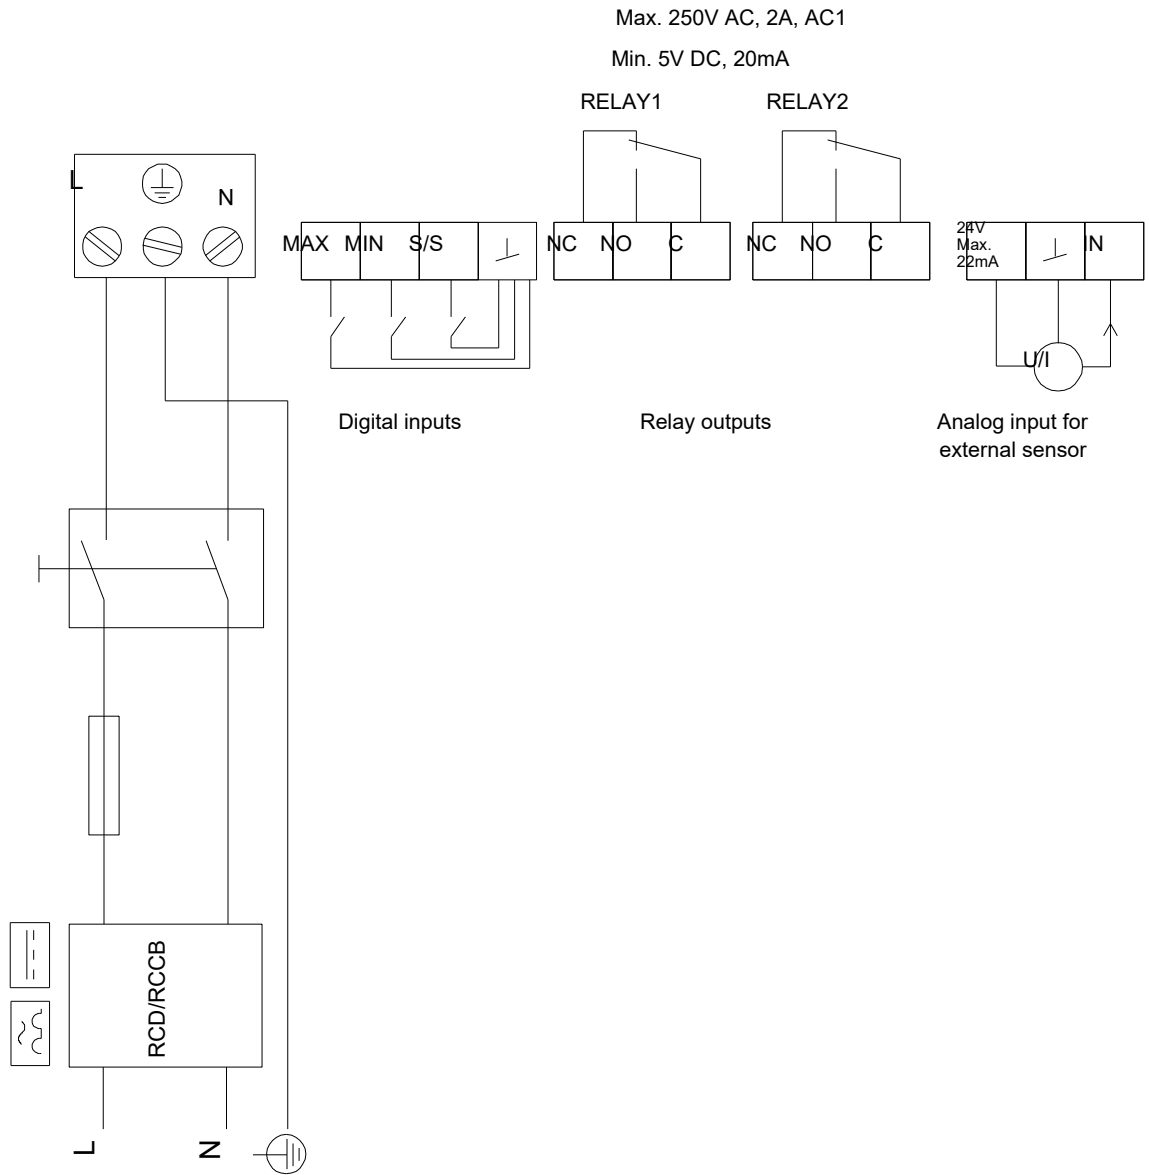 Max. 250V AC, 2A, AC1
Min. 5V DC, 20mA
RELAY1
RELAY2
L
N
MAX
MIN
S/S
NC
NO
C
NC
NO
C
24V
Max.
22mA
IN
U/I
Digital inputs
Relay outputs
Analog input for
external sensor
RCD/RCCB
L
N